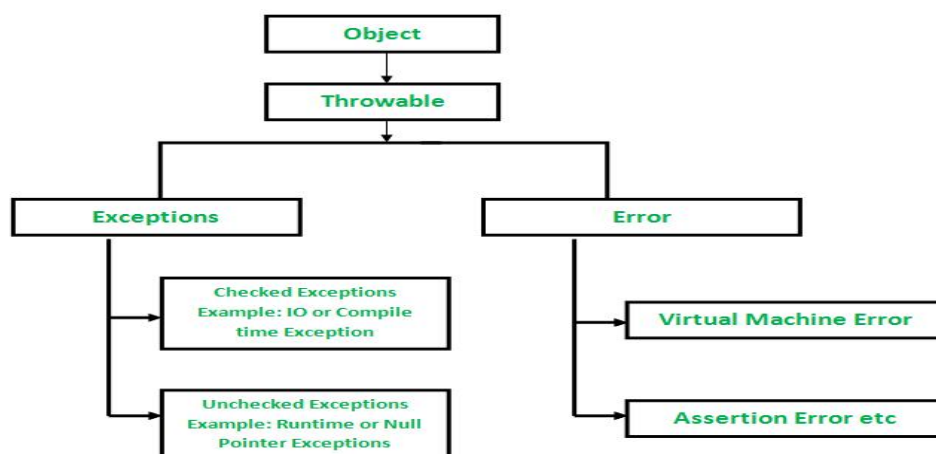 Object
Throwable
Exceptions
Error
Checked Exceptions
Example: IO or Compile
time Exception
Virtual Machine Error
Unchecked Exceptions
Example: Runtime or Null
Pointer Exceptions
Assertion Error etc